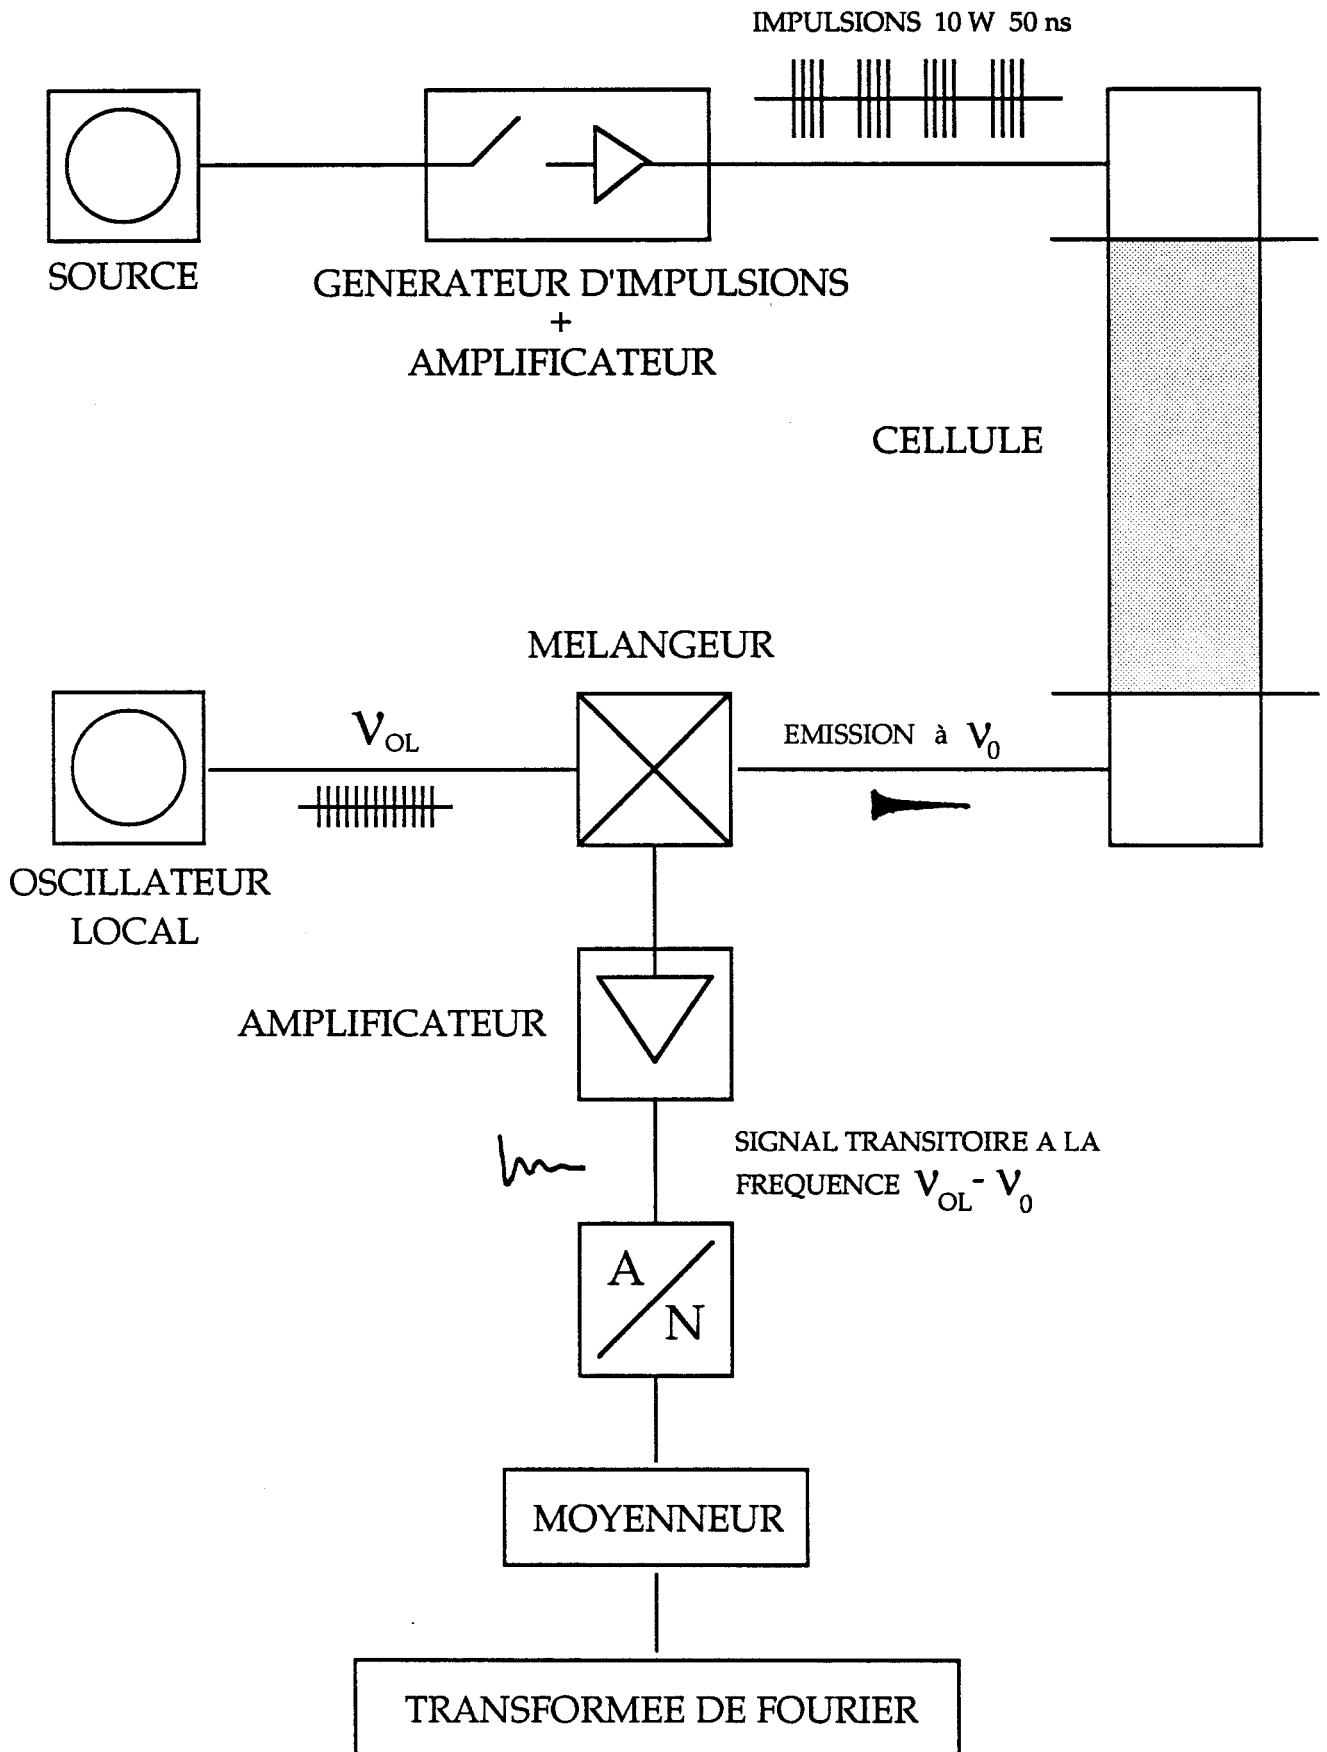 IMPULSIONS 10 W 50 ns
SOURCE
GENERATEUR D'IMPULSIONS
+
AMPLIFICATEUR
CELLULE
MELANGEUR
ν_OL
EMISSION à ν_0
OSCILLATEUR
LOCAL
AMPLIFICATEUR
SIGNAL TRANSITOIRE A LA
FREQUENCE ν_OL - ν_0
A
N
MOYENNEUR
TRANSFORMEE DE FOURIER